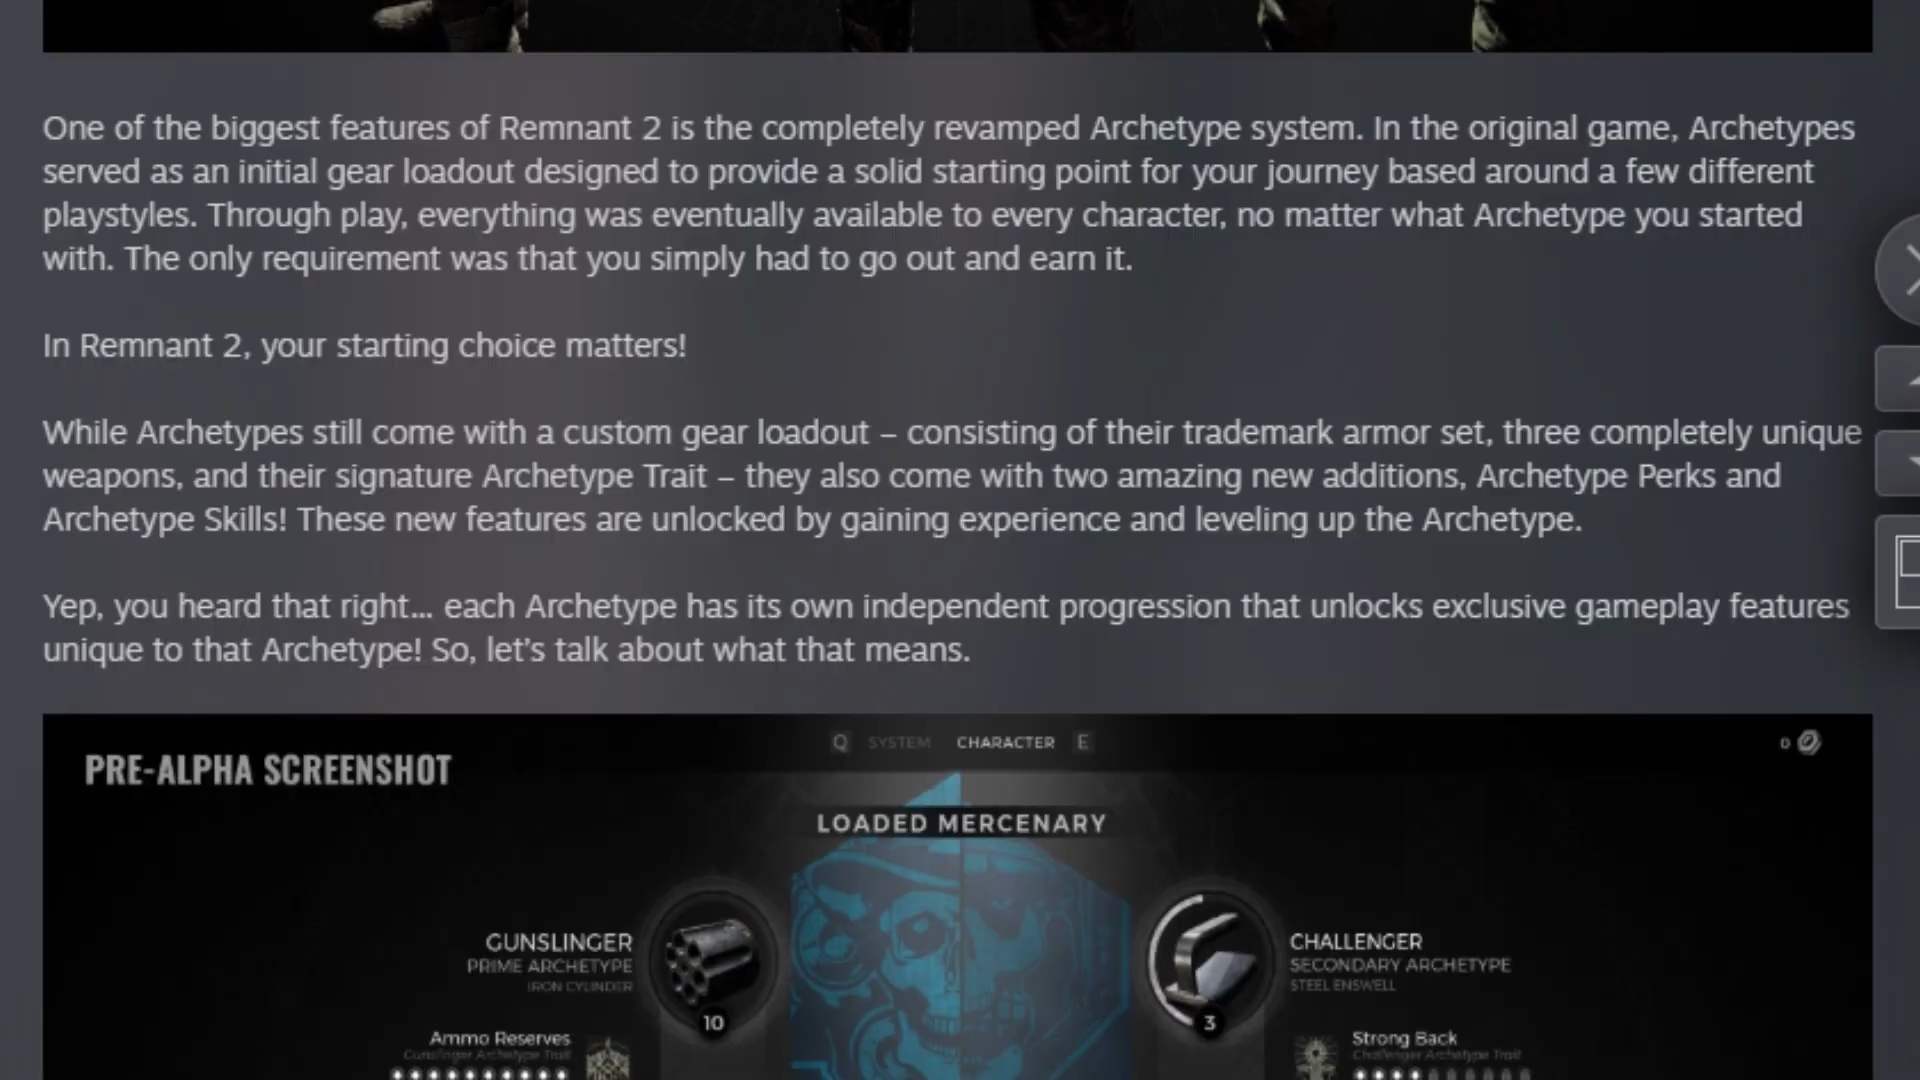 One of the biggest features of Remnant 2 is the completely revamped Archetype system. In the original game, Archetypes
served as an initial gear loadout designed to provide a solid starting point for your journey based around a few different
playstyles. Through play, everything was eventually available to every character, no matter what Archetype you started
with. The only requirement was that you simply had to go out and earn it.
In Remnant 2, your starting choice matters!
While Archetypes still come with a custom gear loadout – consisting of their trademark armor set, three completely unique
weapons, and their signature Archetype Trait – they also come with two amazing new additions, Archetype Perks and
Archetype Skills! These new features are unlocked by gaining experience and leveling up the Archetype.
Yep, you heard that right... each Archetype has its own independent progression that unlocks exclusive gameplay features
unique to that Archetype! So, let's talk about what that means.
PRE-ALPHA SCREENSHOT
Q SYSTEM CHARACTER E
0
LOADED MERCENARY
GUNSLINGER
PRIME ARCHETYPE
IRON CYLINDER
10
CHALLENGER
SECONDARY ARCHETYPE
STEEL ENSWELL
3
Ammo Reserves
Gunslinger Archetype Trait
Strong Back
Challenger Archetype Trait